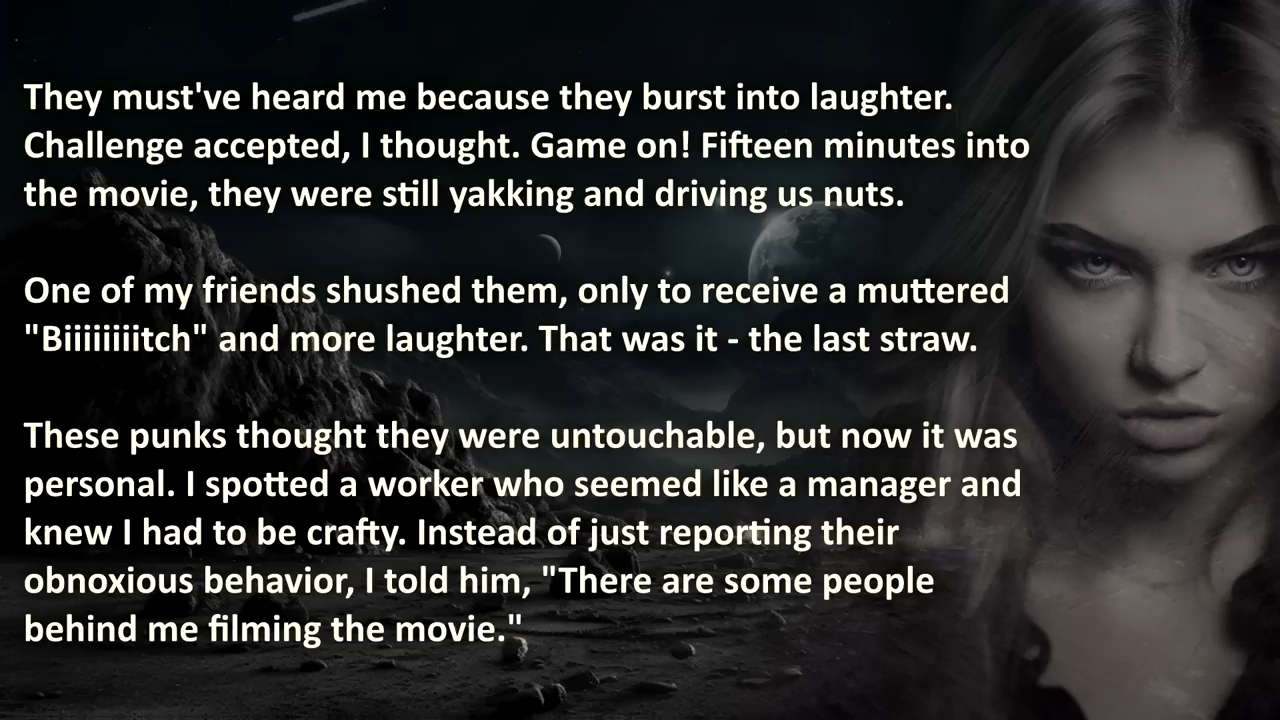 They must've heard me because they burst into laughter.
Challenge accepted, I thought. Game on! Fifteen minutes into
the movie, they were still yakking and driving us nuts.
One of my friends shushed them, only to receive a muttered
"Biiiiiiiitch" and more laughter. That was it - the last straw.
These punks thought they were untouchable, but now it was
personal. I spotted a worker who seemed like a manager and
knew I had to be crafty. Instead of just reporting their
obnoxious behavior, I told him, "There are some people
behind me filming the movie."